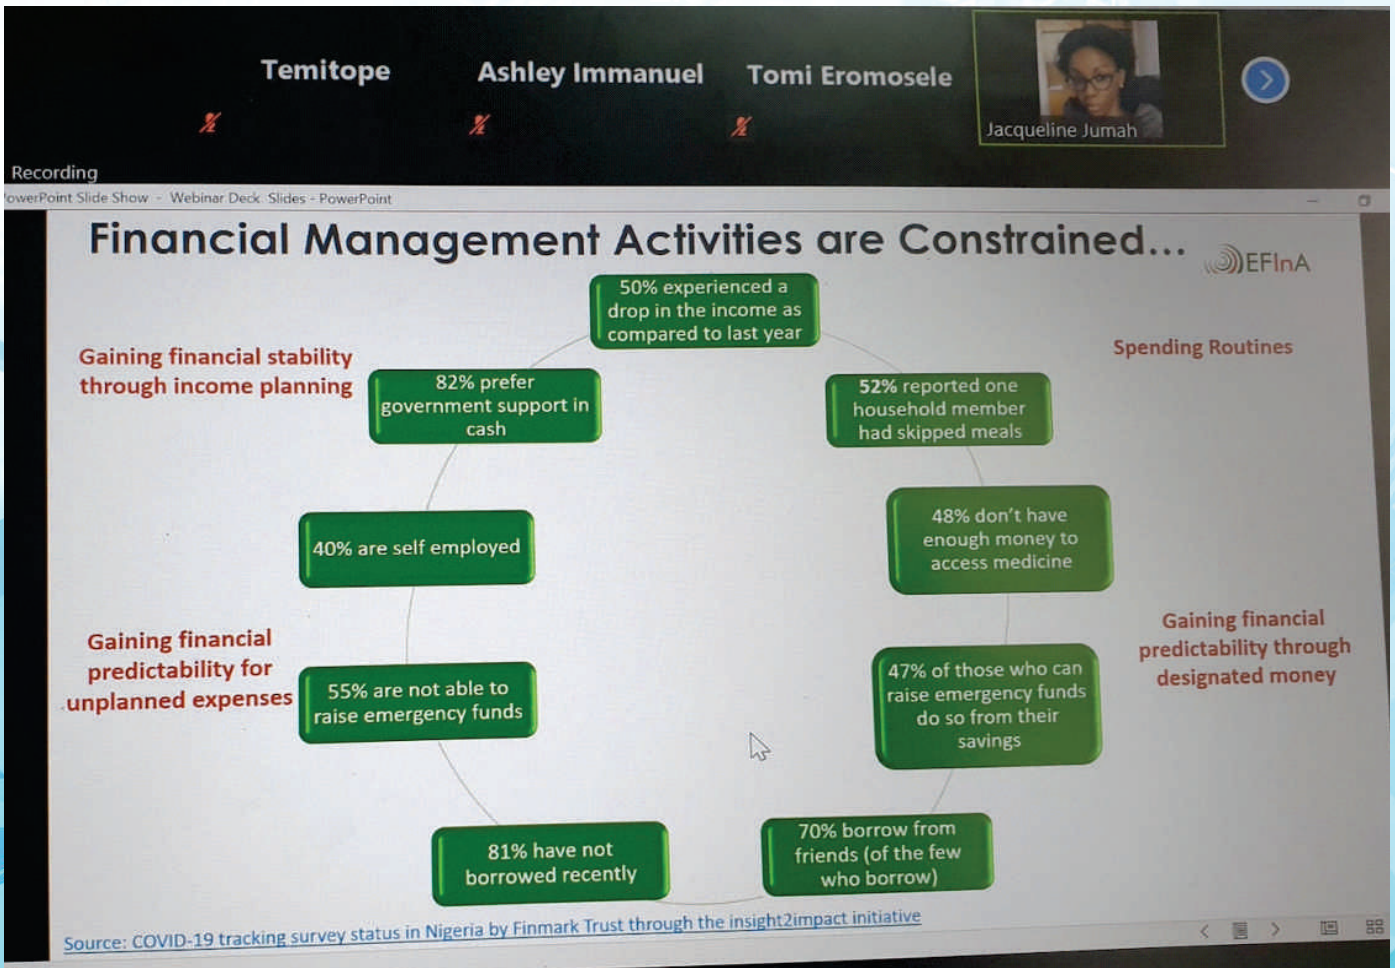 Temitope
Ashley Immanuel
Tomi Eromosele
Jacqueline Jumah
Recording
owerPoint Slide Show - Webinar Deck Slides - PowerPoint
Financial Management Activities are Constrained...
EFInA
50% experienced a
drop in the income as
compared to last year
Gaining financial stability
through income planning
Spending Routines
82% prefer
government support in
cash
52% reported one
household member
had skipped meals
40% are self employed
48% don't have
enough money to
access medicine
Gaining financial
predictability for
unplanned expenses
Gaining financial
predictability through
designated money
55% are not able to
raise emergency funds
47% of those who can
raise emergency funds
do so from their
savings
81% have not
borrowed recently
70% borrow from
friends (of the few
who borrow)
Source: COVID-19 tracking survey status in Nigeria by Finmark Trust through the insight2impact initiative